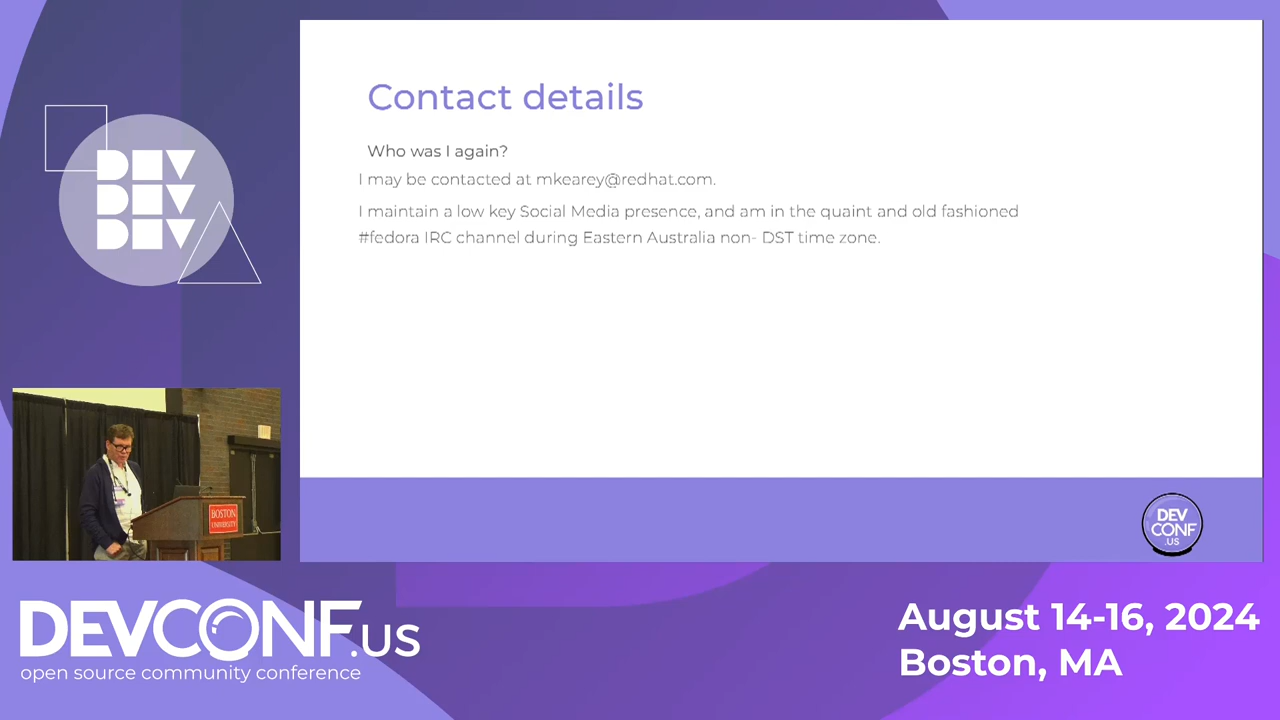 Contact details
Who was I again?
I may be contacted at mkearey@redhat.com.
I maintain a low key Social Media presence, and am in the quaint and old fashioned
#fedora IRC channel during Eastern Australia non- DST time zone.
DEV
DEV
DEV
BOSTON
UNIVERSITY
DEV
CONF
.US
DEVCONF.US
open source community conference
August 14-16, 2024
Boston, MA